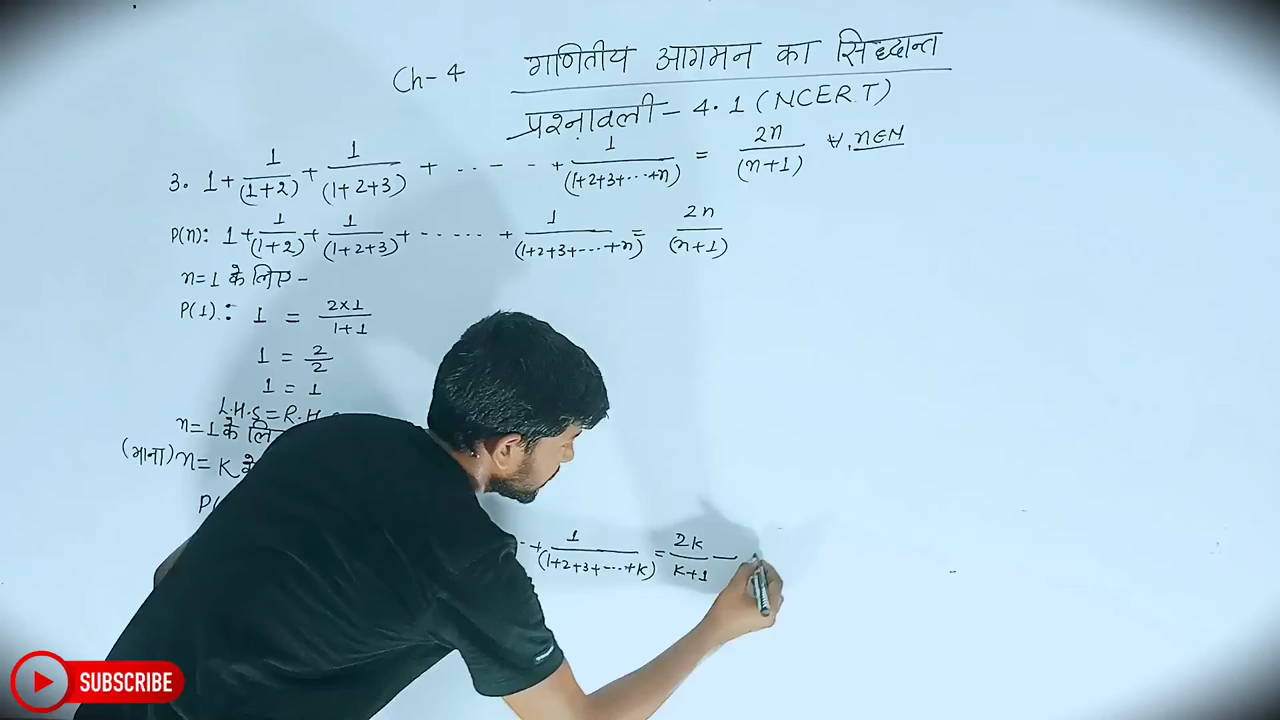 Ch-4 गणितीय आगमन का सिद्धान्त
प्रश्नावली - 4.1 (NCERT)
3. 1 + 1/(1+2) + 1/(1+2+3) + ..- - - + 1/(1+2+3+...+n) = 2n/(n+1) ∀, n∈N
P(n): 1 + 1/(1+2) + 1/(1+2+3) + ------ + 1/(1+2+3+-...+n) = 2n/(n+1)
n=1 के लिए -
P(1): 1 = 2x1/1+1
1 = 2/2
1 = 1
L.H.S = R.H
n=1 के
(माना) n= K
+ 1/(1+2+3+-...+k) = 2k/k+1 —
SUBSCRIBE